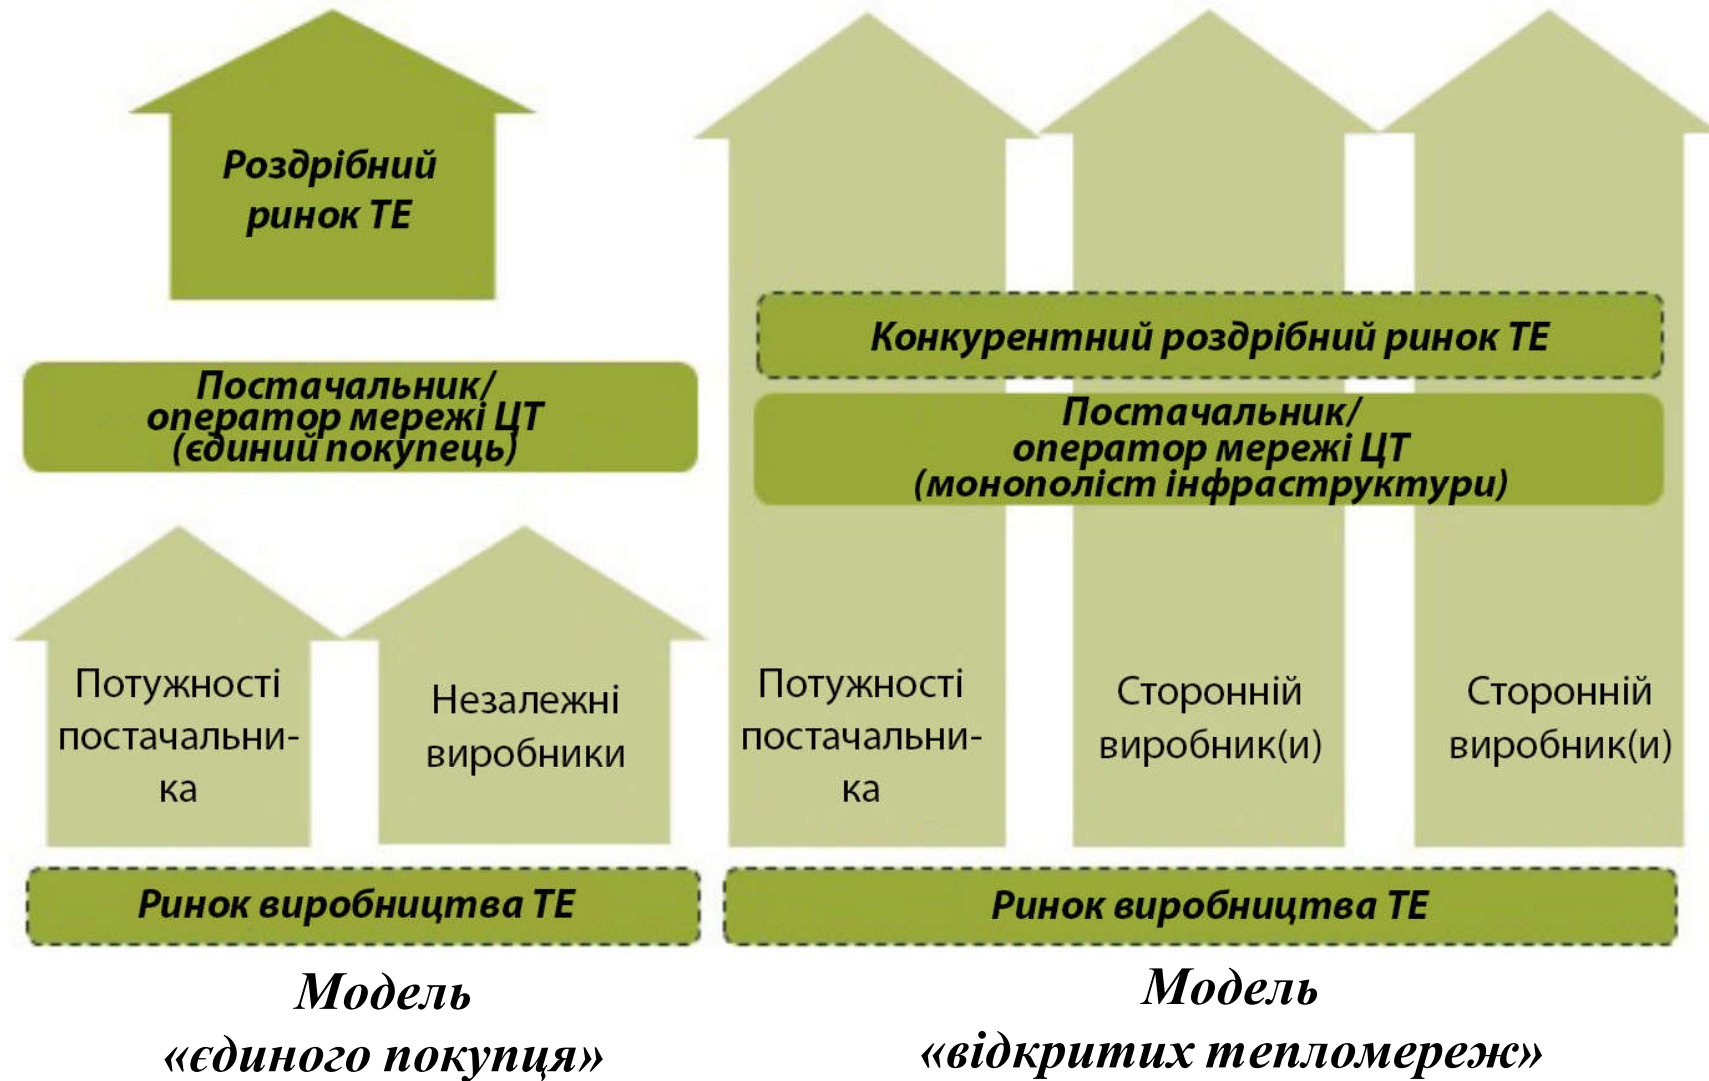 Роздрібний
ринок ТЕ
Постачальник/
оператор мережі ЦТ
(єдиний покупець)
Потужності
постачальни-
ка
Незалежні
виробники
Ринок виробництва ТЕ
Модель
«єдиного покупця»
Конкурентний роздрібний ринок ТЕ
Постачальник/
оператор мережі ЦТ
(монополіст інфраструктури)
Потужності
постачальни-
ка
Сторонній
виробник(и)
Сторонній
виробник(и)
Ринок виробництва ТЕ
Модель
«відкритих тепломереж»